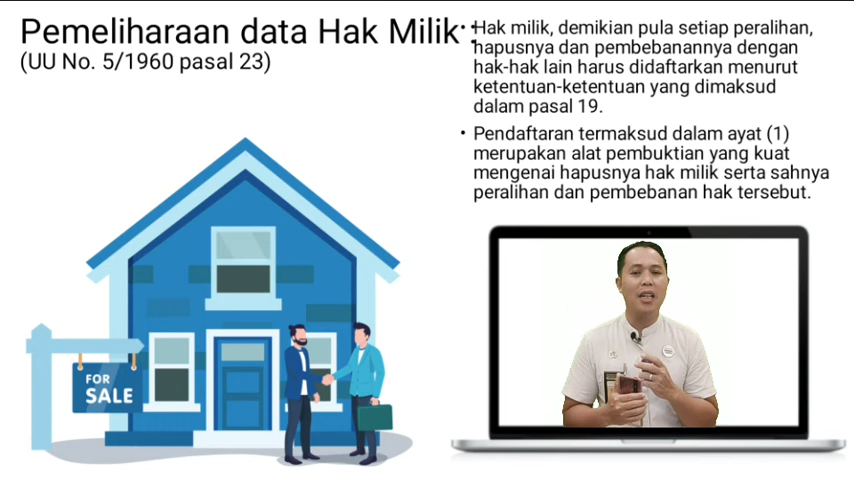 Pemeliharaan data Hak Milik :
(UU No. 5/1960 pasal 23)
• Hak milik, demikian pula setiap peralihan,
hapusnya dan pembebanannya dengan
hak-hak lain harus didaftarkan menurut
ketentuan-ketentuan yang dimaksud
dalam pasal 19.
• Pendaftaran termaksud dalam ayat (1)
merupakan alat pembuktian yang kuat
mengenai hapusnya hak milik serta sahnya
peralihan dan pembebanan hak tersebut.
FOR
SALE